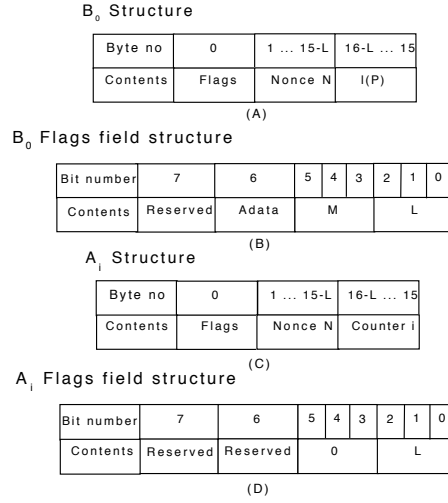 B₀ Structure
Byte no 0 1 ... 15-L 16-L ... 15
Contents Flags Nonce N l(P)
(A)
B₀ Flags field structure
Bit number 7 6 5 4 3 2 1 0
Contents Reserved Adata M L
(B)
Aᵢ Structure
Byte no 0 1 ... 15-L 16-L ... 15
Contents Flags Nonce N Counter i
(C)
Aᵢ Flags field structure
Bit number 7 6 5 4 3 2 1 0
Contents Reserved Reserved 0 L
(D)